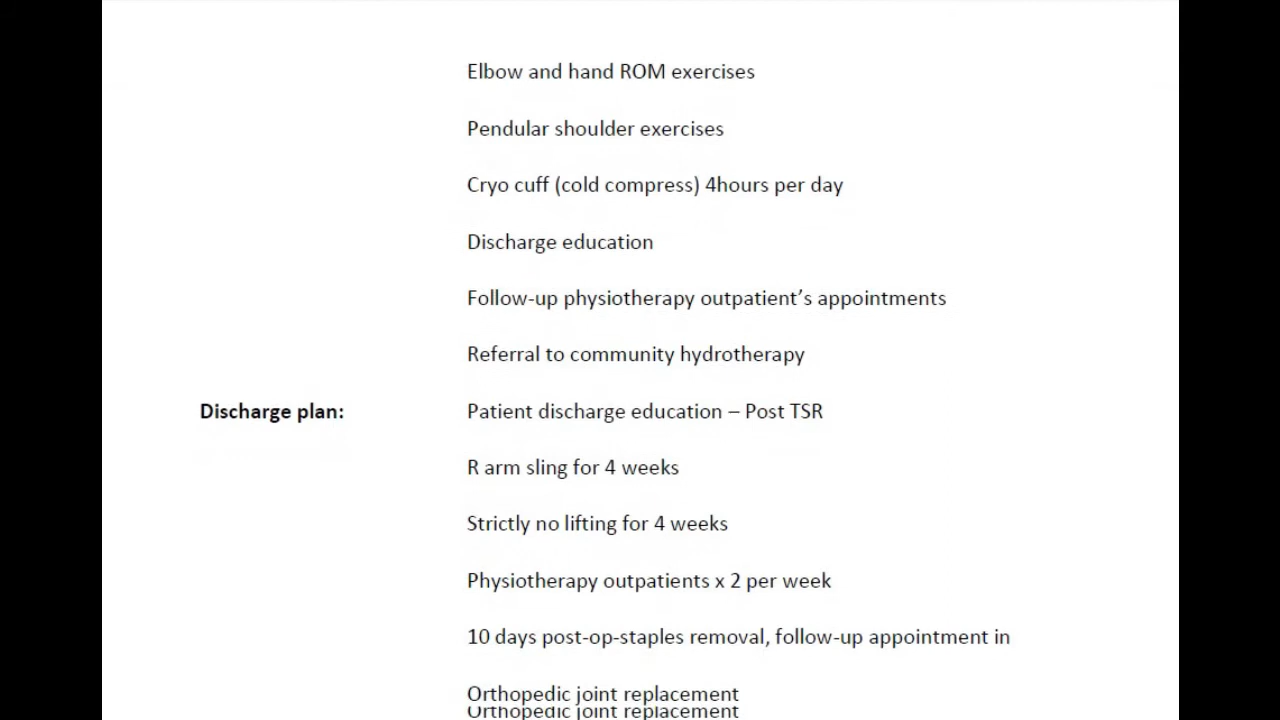 Elbow and hand ROM exercises
Pendular shoulder exercises
Cryo cuff (cold compress) 4hours per day
Discharge education
Follow-up physiotherapy outpatient’s appointments
Referral to community hydrotherapy
Discharge plan: Patient discharge education – Post TSR
R arm sling for 4 weeks
Strictly no lifting for 4 weeks
Physiotherapy outpatients x 2 per week
10 days post-op-staples removal, follow-up appointment in
Orthopedic joint replacement
Orthopedic joint replacement